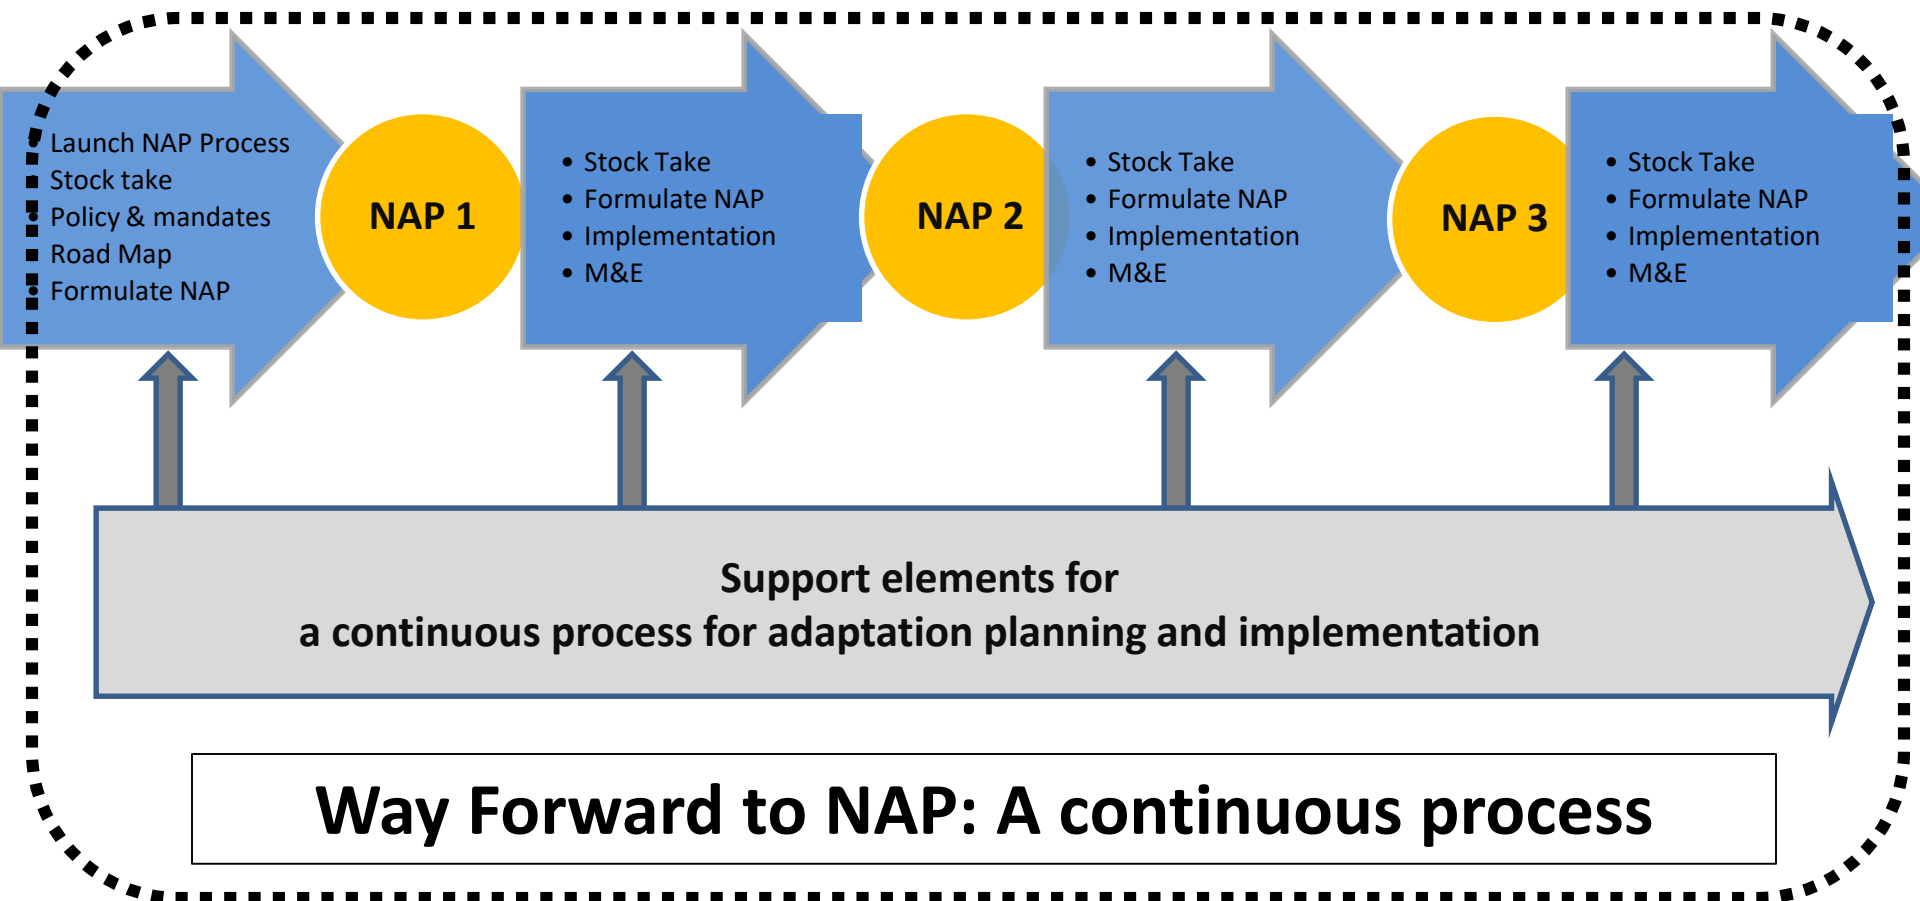 • Launch NAP Process
• Stock take
• Policy & mandates
• Road Map
• Formulate NAP
NAP 1
• Stock Take
• Formulate NAP
• Implementation
• M&E
NAP 2
• Stock Take
• Formulate NAP
• Implementation
• M&E
NAP 3
• Stock Take
• Formulate NAP
• Implementation
• M&E
Support elements for
a continuous process for adaptation planning and implementation
Way Forward to NAP: A continuous process